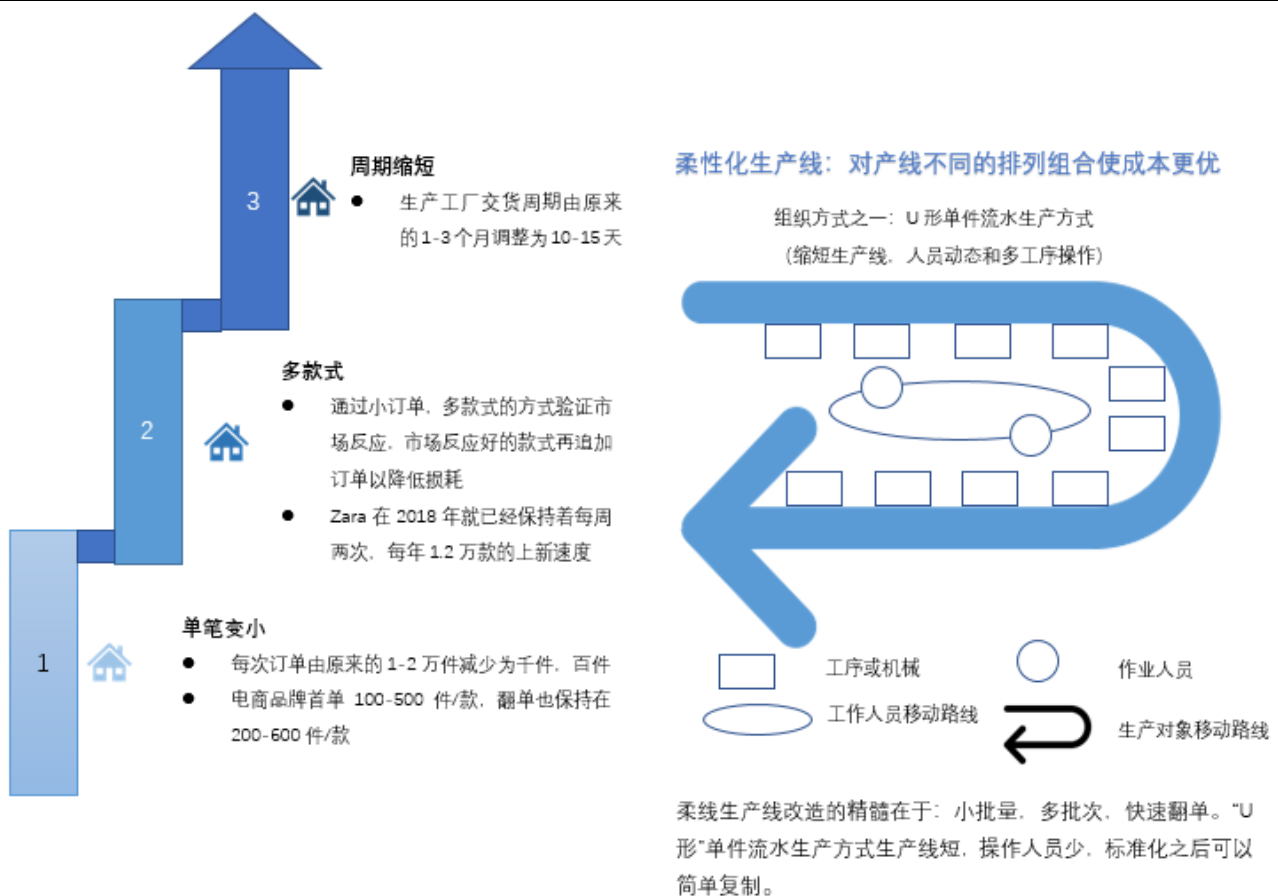 3
周期缩短
● 生产工厂交货周期由原来
的1-3个月调整为10-15天
2
多款式
● 通过小订单，多款式的方式验证市
场反应，市场反应好的款式再追加
订单以降低损耗
● Zara 在 2018 年就已经保持着每周
两次，每年 1.2 万款的上新速度
1
单笔变小
● 每次订单由原来的 1-2 万件减少为千件，百件
● 电商品牌首单 100-500 件/款，翻单也保持在
200-600 件/款
柔性化生产线：对产线不同的排列组合使成本更优
组织方式之一：U 形单件流水生产方式
（缩短生产线，人员动态和多工序操作）
工序或机械
作业人员
工作人员移动路线
生产对象移动路线
柔线生产线改造的精髓在于：小批量，多批次，快速翻单。“U
形”单件流水生产方式生产线短，操作人员少，标准化之后可以
简单复制。